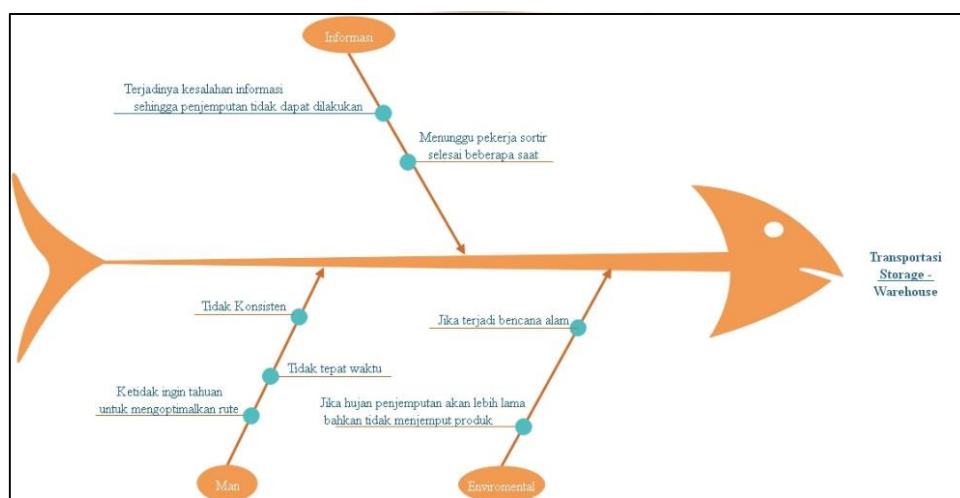 Informasi
Terjadinya kesalahan informasi
sehingga penjemputan tidak dapat dilakukan
Menunggu pekerja sortir
selesai beberapa saat
Transportasi
Storage -
Warehouse
Tidak Konsisten
Tidak tepat waktu
Ketidak ingin tahuan
untuk mengoptimalkan rute
Man
Jika terjadi bencana alam
Jika hujan penjemputan akan lebih lama
bahkan tidak menjemput produk
Enviromental